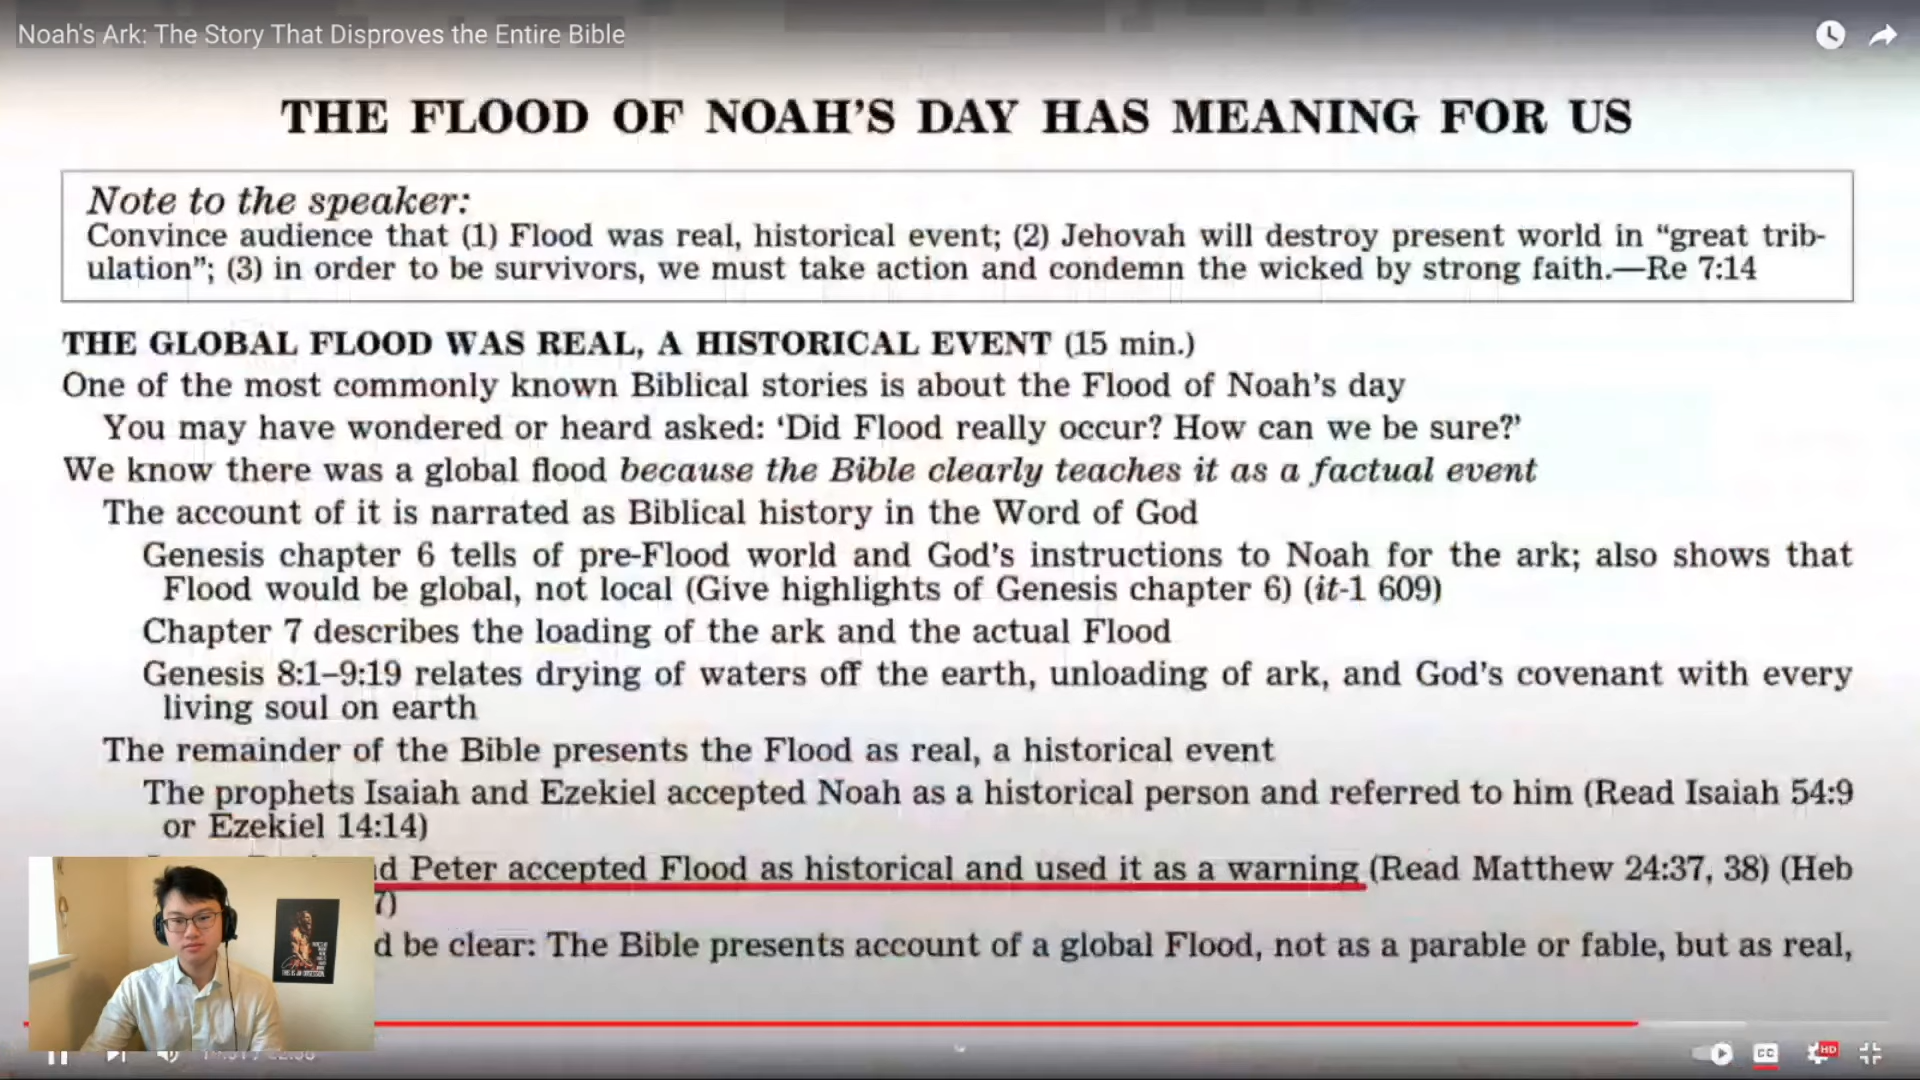 Noah's Ark: The Story That Disproves the Entire Bible
THE FLOOD OF NOAH'S DAY HAS MEANING FOR US
Note to the speaker:
Convince audience that (1) Flood was real, historical event; (2) Jehovah will destroy present world in “great trib-
ulation”; (3) in order to be survivors, we must take action and condemn the wicked by strong faith.—Re 7:14
THE GLOBAL FLOOD WAS REAL, A HISTORICAL EVENT (15 min.)
One of the most commonly known Biblical stories is about the Flood of Noah's day
You may have wondered or heard asked: ‘Did Flood really occur? How can we be sure?’
We know there was a global flood because the Bible clearly teaches it as a factual event
The account of it is narrated as Biblical history in the Word of God
Genesis chapter 6 tells of pre-Flood world and God's instructions to Noah for the ark; also shows that
Flood would be global, not local (Give highlights of Genesis chapter 6) (it-1 609)
Chapter 7 describes the loading of the ark and the actual Flood
Genesis 8:1–9:19 relates drying of waters off the earth, unloading of ark, and God's covenant with every
living soul on earth
The remainder of the Bible presents the Flood as real, a historical event
The prophets Isaiah and Ezekiel accepted Noah as a historical person and referred to him (Read Isaiah 54:9
or Ezekiel 14:14)
Peter accepted Flood as historical and used it as a warning (Read Matthew 24:37, 38) (Heb
7)
be clear: The Bible presents account of a global Flood, not as a parable or fable, but as real,
CC
HD